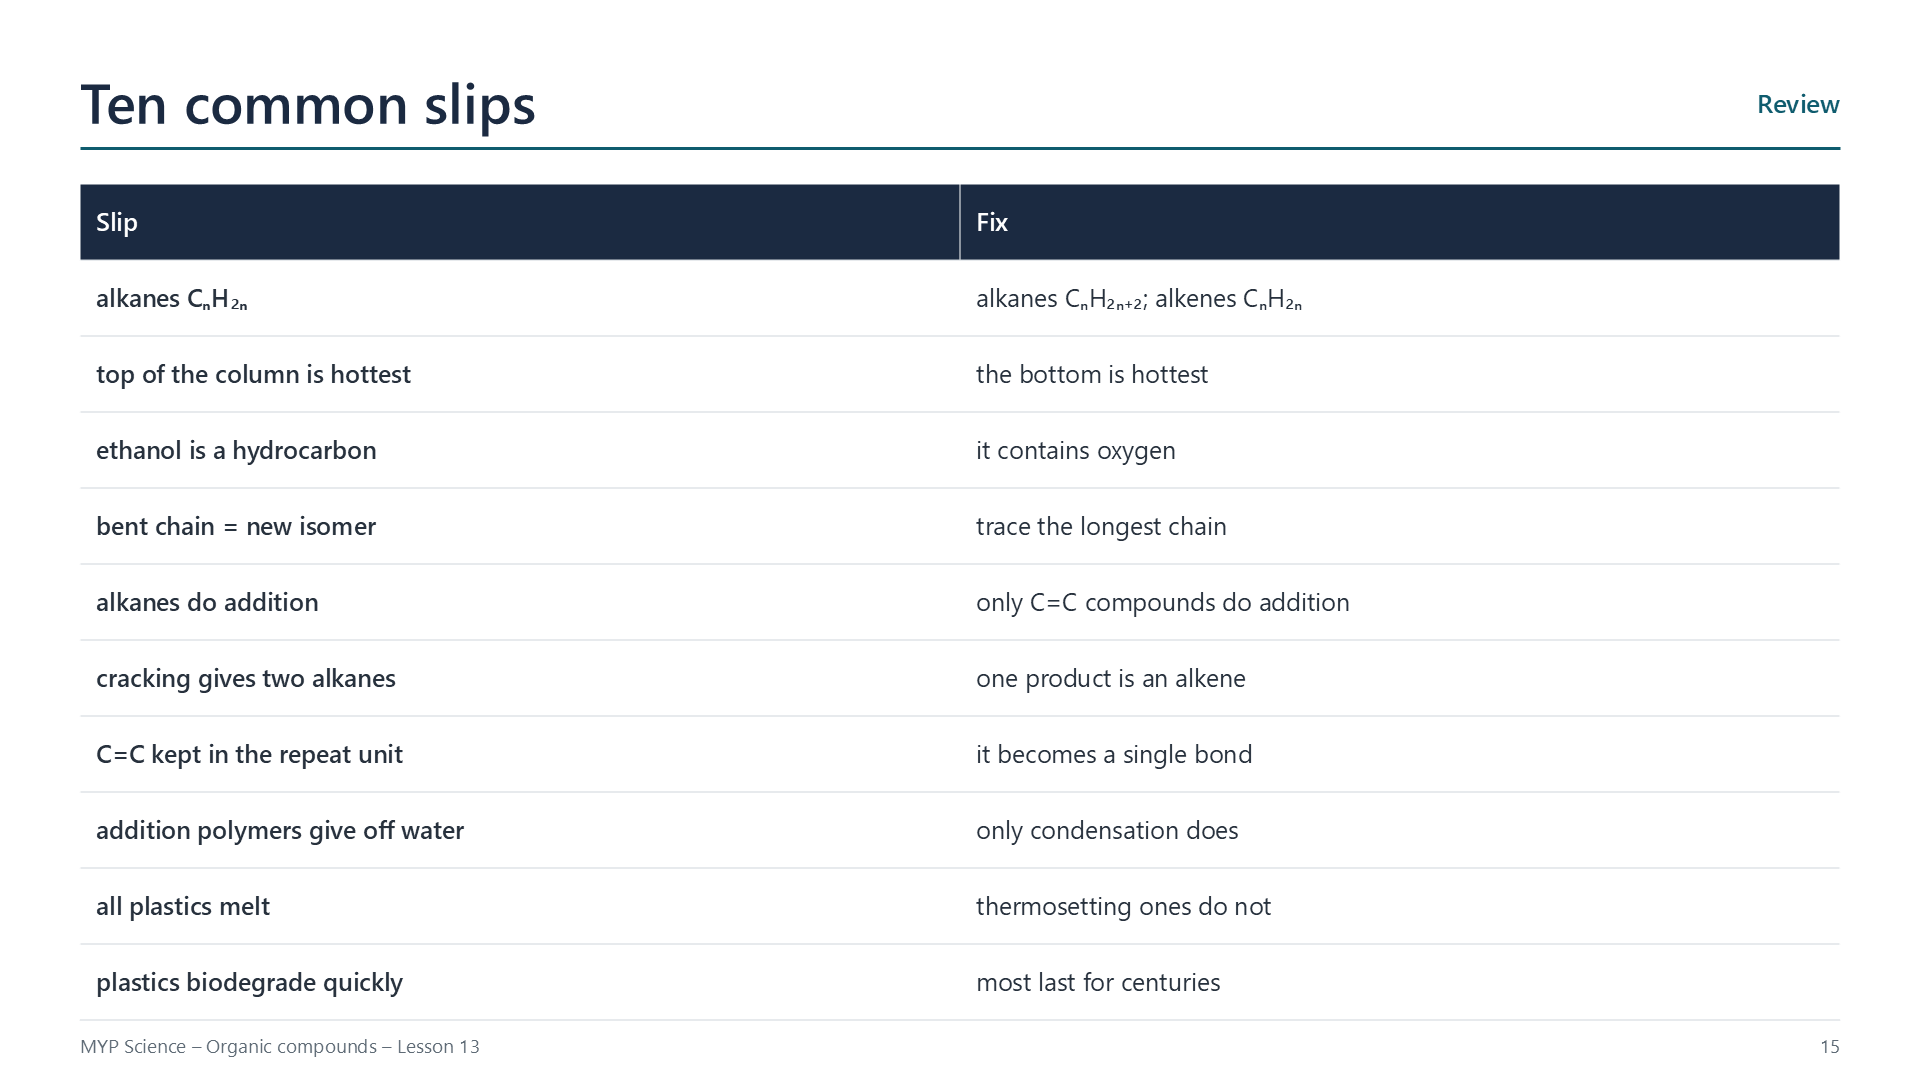 Ten common slips
Review
Slip
Fix
alkanes CₙH₂ₙ
alkanes CₙH₂ₙ₊₂; alkenes CₙH₂ₙ
top of the column is hottest
the bottom is hottest
ethanol is a hydrocarbon
it contains oxygen
bent chain = new isomer
trace the longest chain
alkanes do addition
only C=C compounds do addition
cracking gives two alkanes
one product is an alkene
C=C kept in the repeat unit
it becomes a single bond
addition polymers give off water
only condensation does
all plastics melt
thermosetting ones do not
plastics biodegrade quickly
most last for centuries
MYP Science – Organic compounds – Lesson 13
15